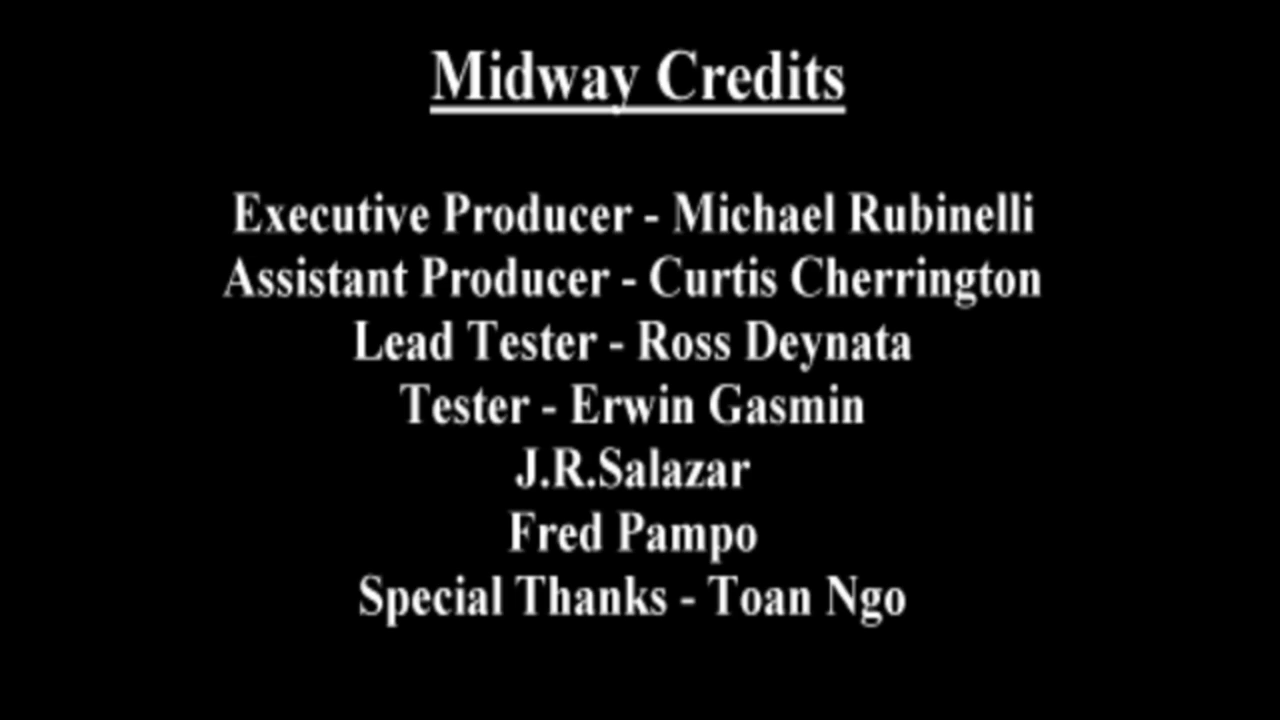 Midway Credits
Executive Producer - Michael Rubinelli
Assistant Producer - Curtis Cherrington
Lead Tester - Ross Deynata
Tester - Erwin Gasmin
J.R.Salazar
Fred Pampo
Special Thanks - Toan Ngo